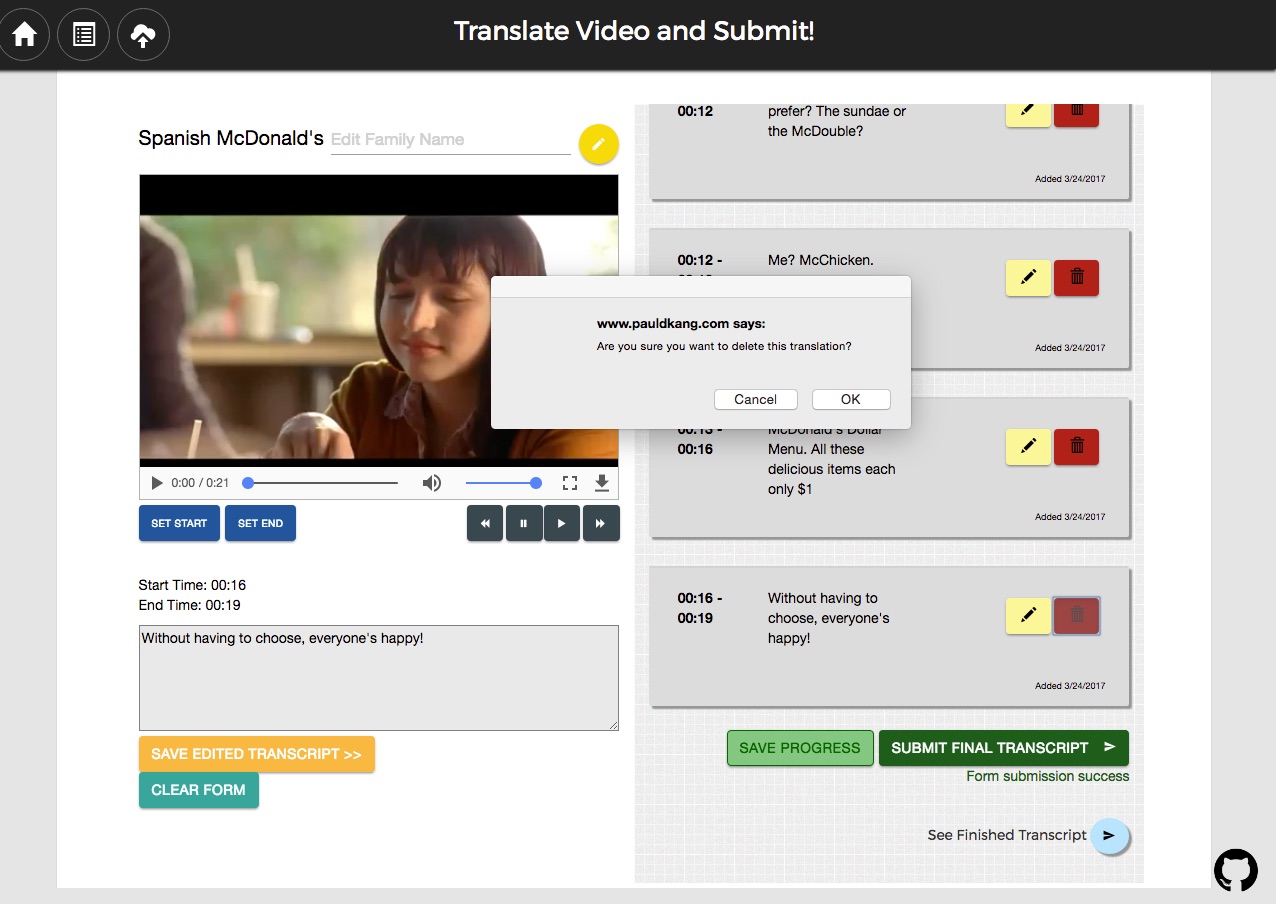 Translate Video and Submit!
Spanish McDonald's Edit Family Name
0:00 / 0:21
SET START
SET END
Start Time: 00:16
End Time: 00:19
Without having to choose, everyone's happy!
SAVE EDITED TRANSCRIPT >>
CLEAR FORM
00:12
prefer? The sundae or
the McDouble?
Added 3/24/2017
00:12 -
Me? McChicken.
Added 3/24/2017
www.pauldkang.com says:
Are you sure you want to delete this translation?
Cancel
OK
00:16
McDonald's Dollar
Menu. All these
delicious items each
only $1
Added 3/24/2017
00:16 -
00:19
Without having to
choose, everyone's
happy!
Added 3/24/2017
SAVE PROGRESS
SUBMIT FINAL TRANSCRIPT
Form submission success
See Finished Transcript